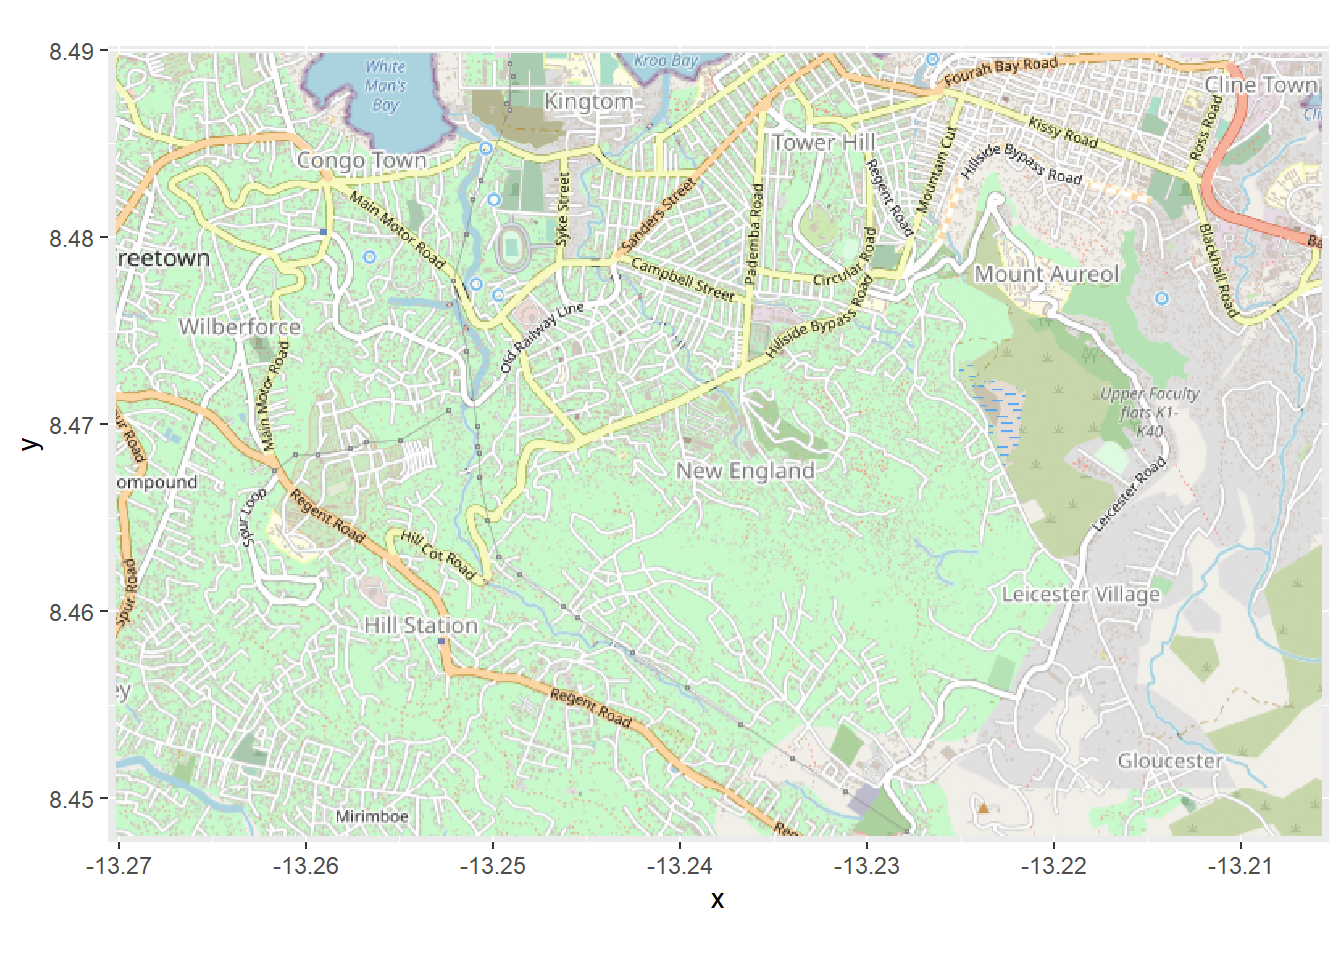 8.49
8.48
8.47
8.46
8.45
y
White
Man's
Bay
Kroo Bay
Kingtom
Fourah Bay Road
Cline Town
Kissy Road
Ross Road
Tower Hill
Congo Town
Mountain Cut
Hillside Bypass Road
Regent Road
Main Motor Road
Syke Street
Sanders Street
Pademba Road
Circular Road
Campbell Street
Blackhall Road
Mount Aureol
reetown
Wilberforce
Old Railway Line
Hillside Bypass Road
Main Motor Road
Upper Faculty
flats K1-
K40
ur Road
ompound
New England
Spur Loop
Regent Road
Hill Cot Road
Leicester Road
Spur Road
Leicester Village
Hill Station
ey
Regent Road
Gloucester
Mirimboe
Reg
-13.27
-13.26
-13.25
-13.24
-13.23
-13.22
-13.21
x